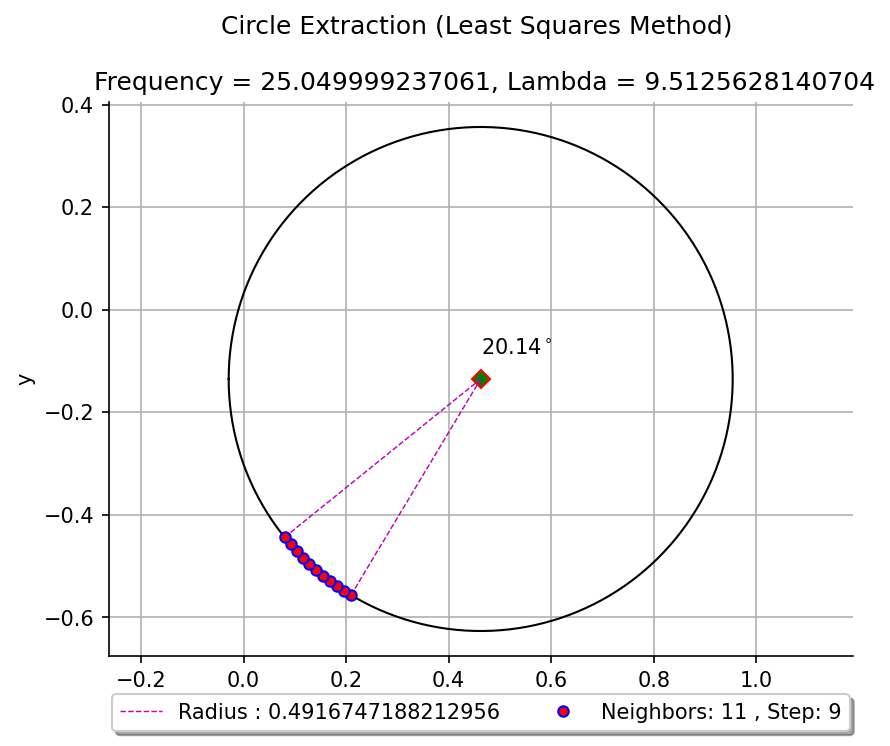 Circle Extraction (Least Squares Method)
Frequency = 25.049999237061, Lambda = 9.5125628140704
0.4
0.2
0.0
−0.2
−0.4
−0.6
y
20.14°
−0.2 0.0 0.2 0.4 0.6 0.8 1.0
Radius : 0.4916747188212956 Neighbors: 11 , Step: 9